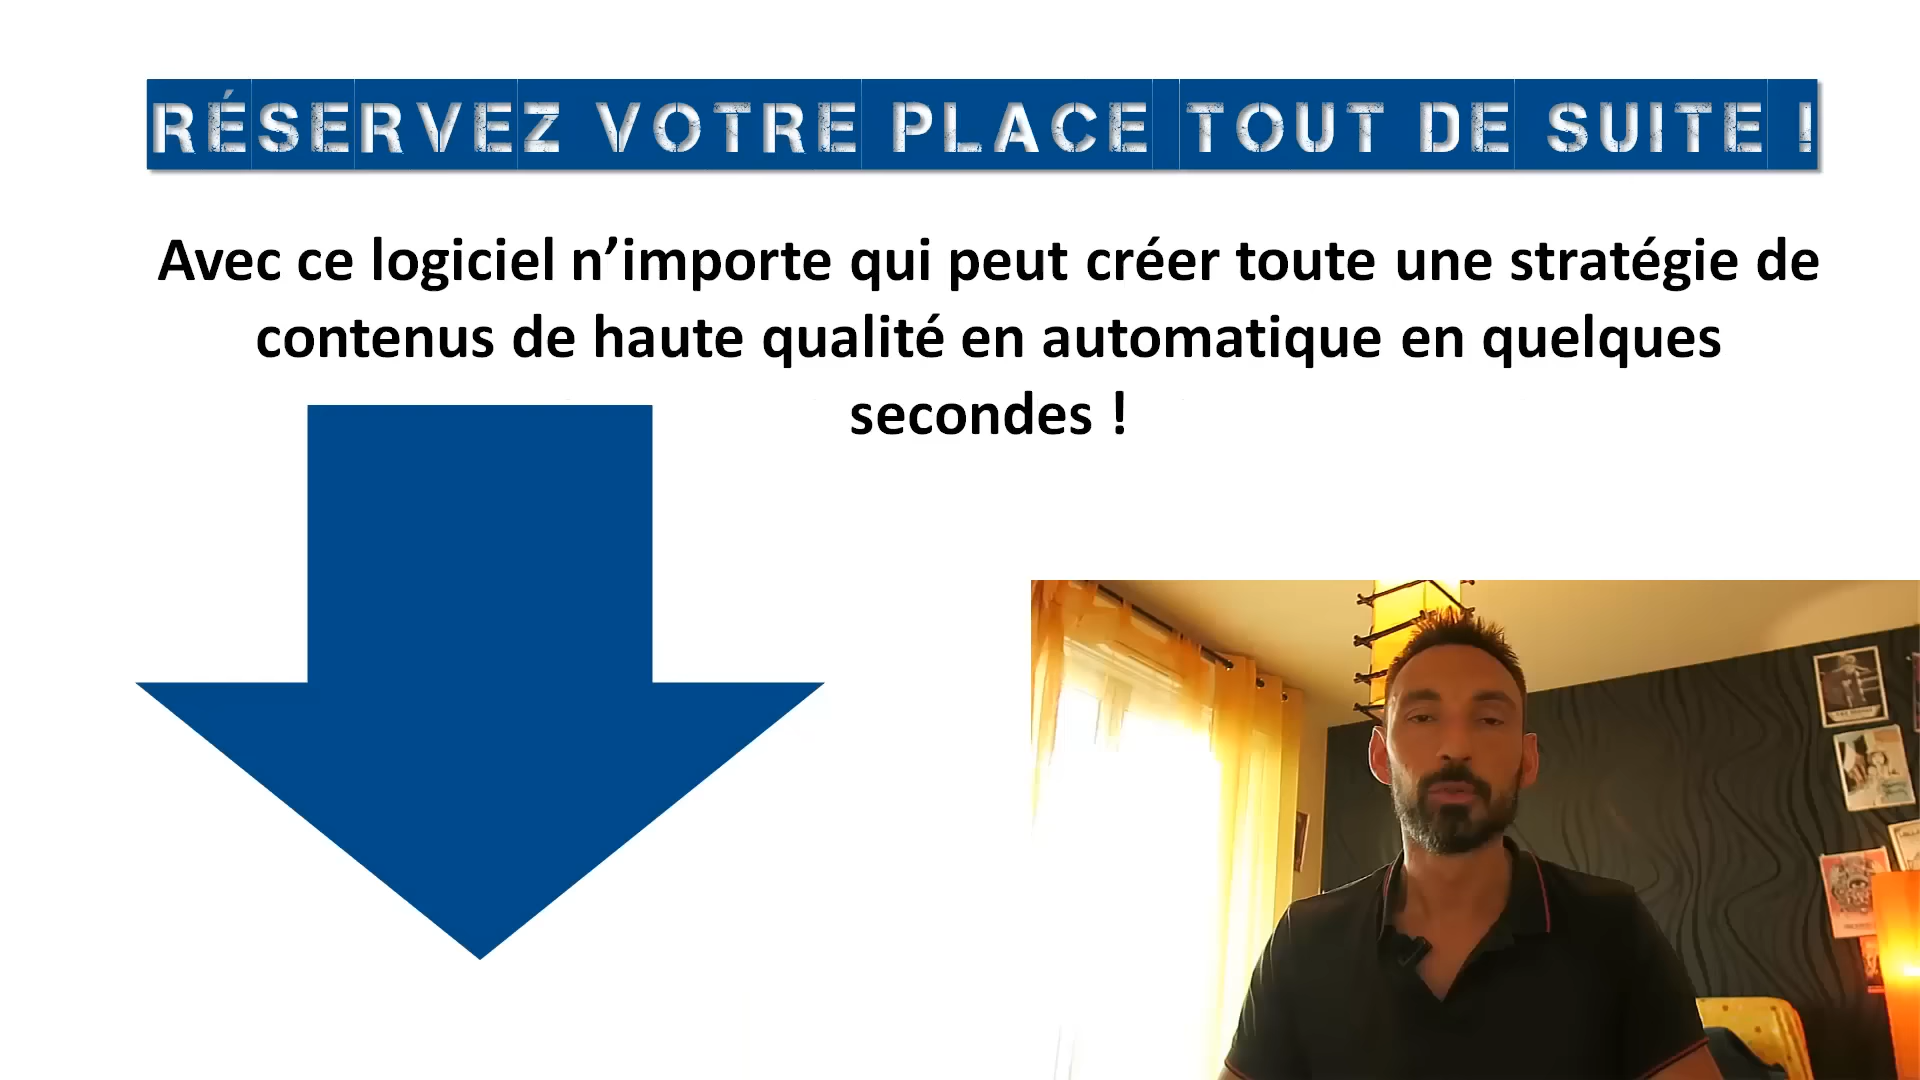 RÉSERVEZ VOTRE PLACE TOUT DE SUITE !
Avec ce logiciel n’importe qui peut créer toute une stratégie de
contenus de haute qualité en automatique en quelques
secondes !